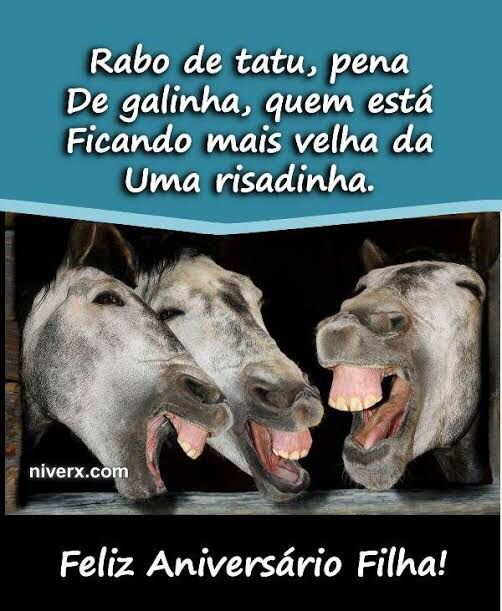 Rabo de tatu, pena
De galinha, quem está
Ficando mais velha da
Uma risadinha.
niverx.com
Feliz Aniversário Filha!